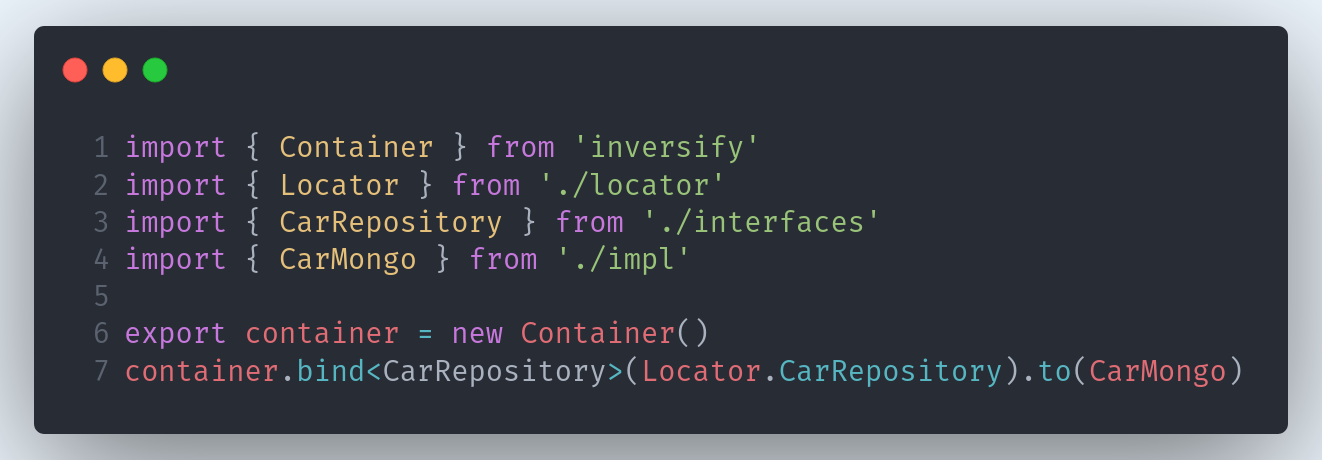 1 import { Container } from 'inversify'
2 import { Locator } from './locator'
3 import { CarRepository } from './interfaces'
4 import { CarMongo } from './impl'
5
6 export container = new Container()
7 container.bind<CarRepository>(Locator.CarRepository).to(CarMongo)